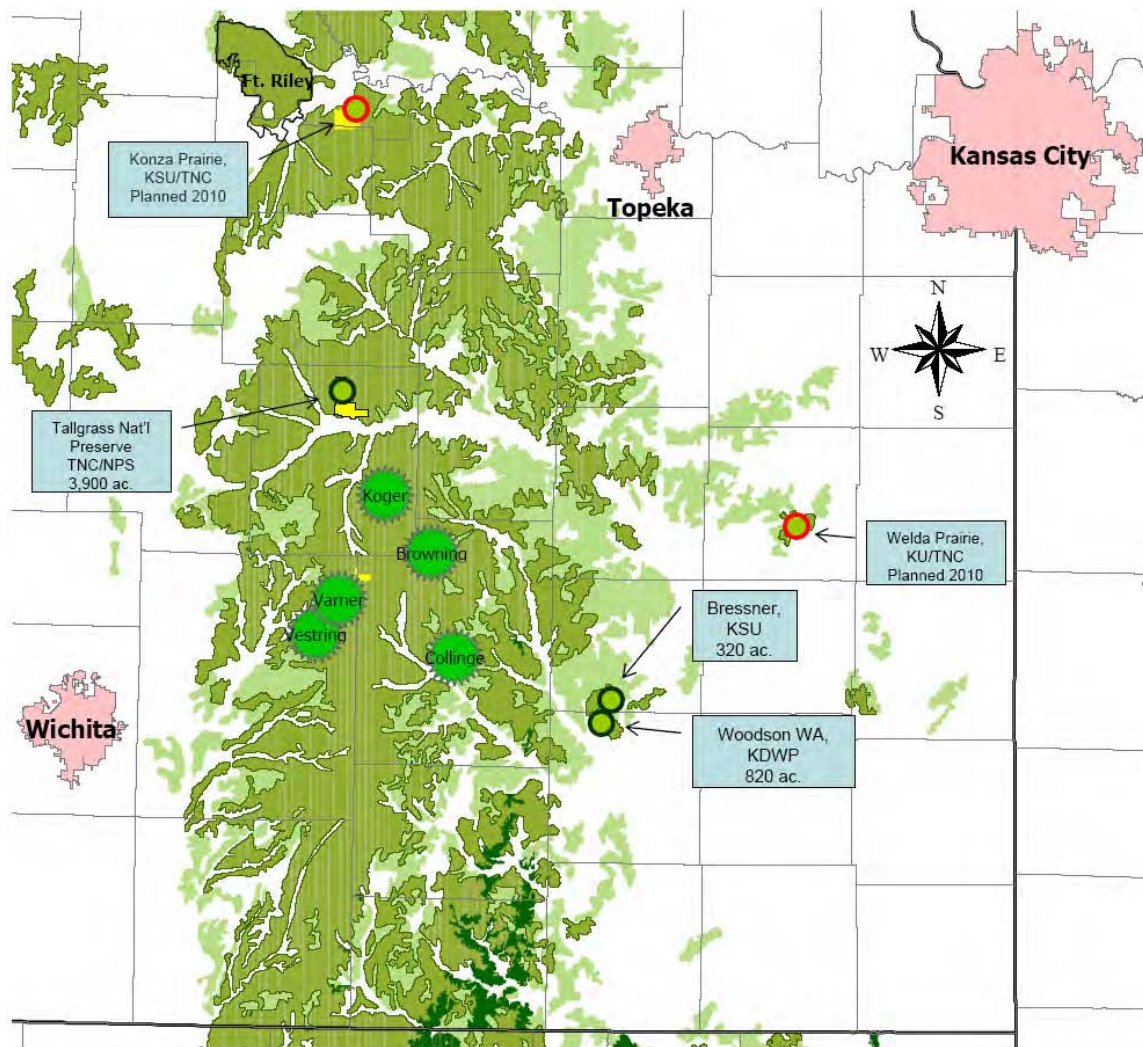 Ft. Riley
Konza Prairie,
KSU/TNC
Planned 2010
Kansas City
Topeka
N
W
E
S
Tallgrass Nat'l
Preserve
TNC/NPS
3,900 ac.
Koger
Browning
Welda Prairie,
KU/TNC
Planned 2010
Varner
Vestring
Collinge
Bressner,
KSU
320 ac.
Wichita
Woodson WA,
KDWP
820 ac.